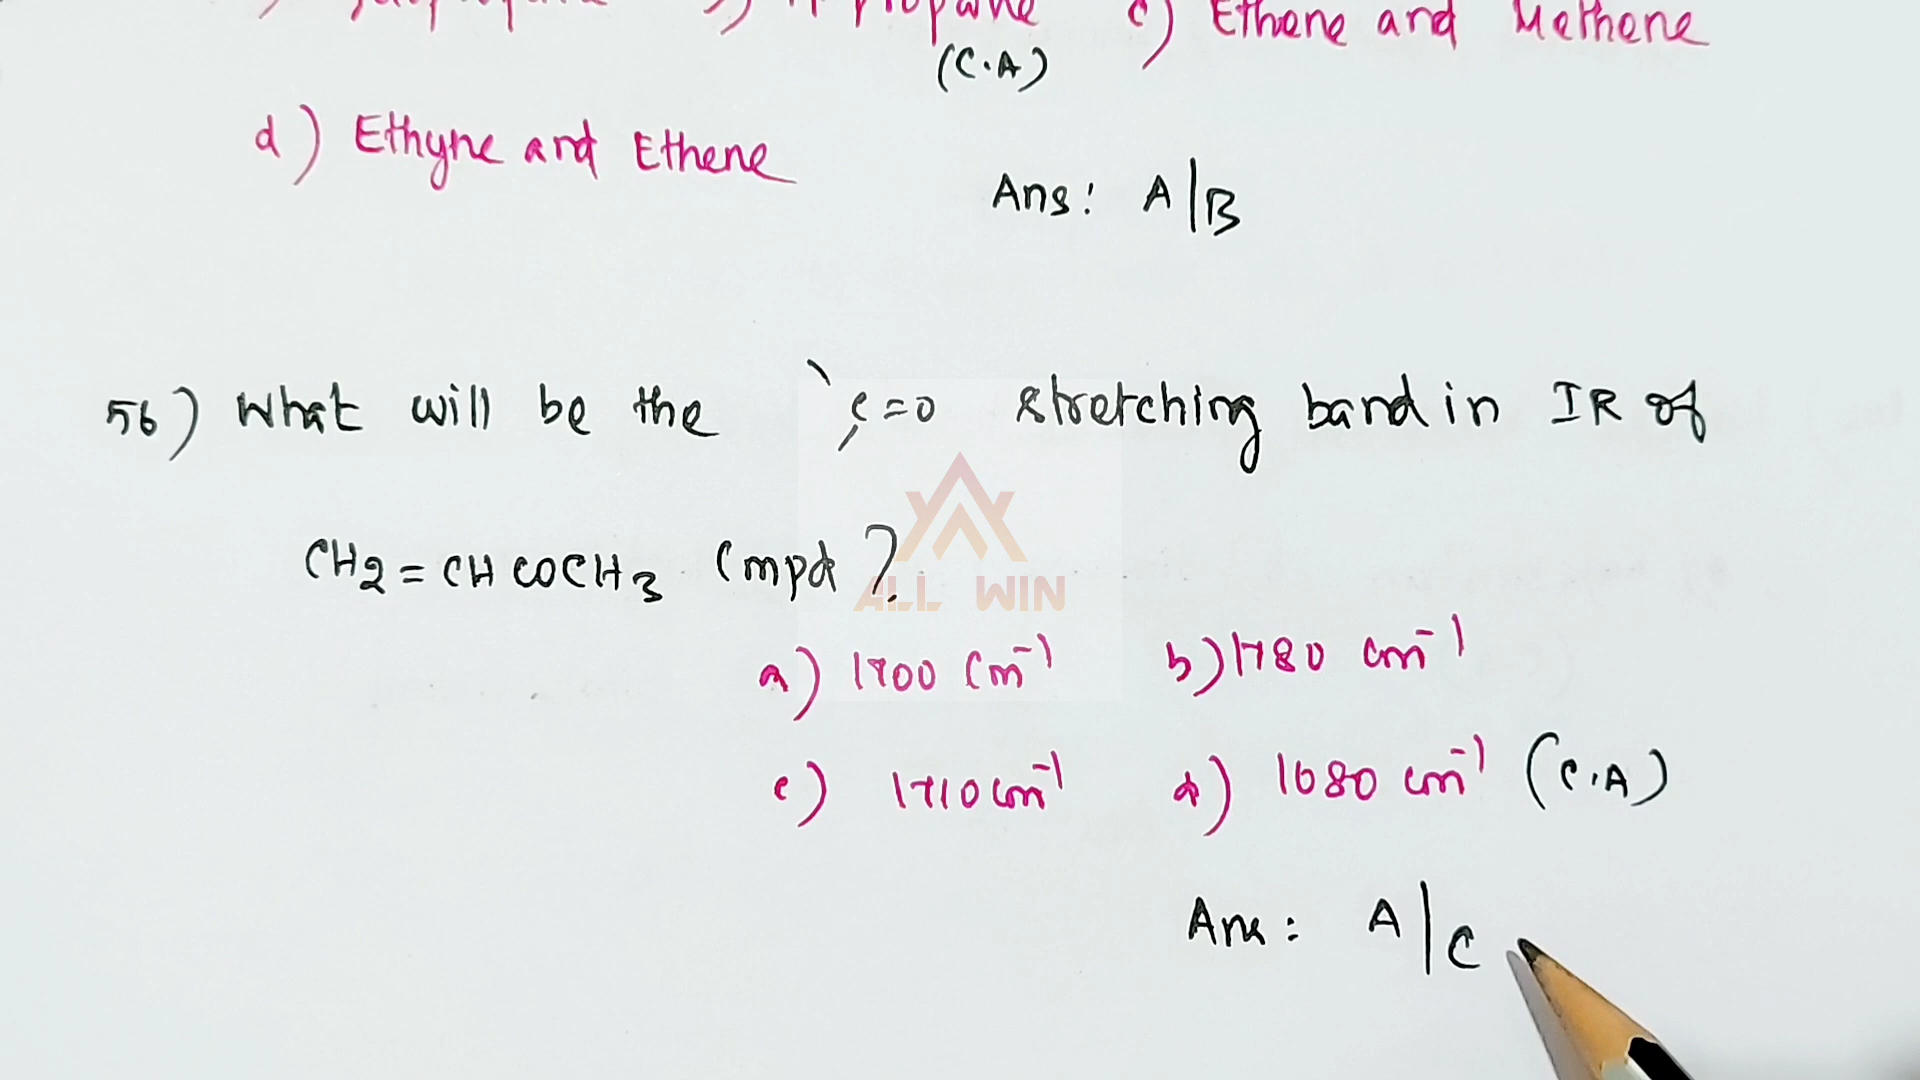 c) Ethene and Methene
(C.A)
d) Ethyne and Ethene
Ans: A|B
56) What will be the C=O stretching band in IR of
CH2=CHCOCH3 Cmpd ?
ALL WIN
a) 1700 Cm⁻¹ b) 1780 cm⁻¹
c) 1710 cm⁻¹ d) 1680 cm⁻¹ (C.A)
Ans: A|C